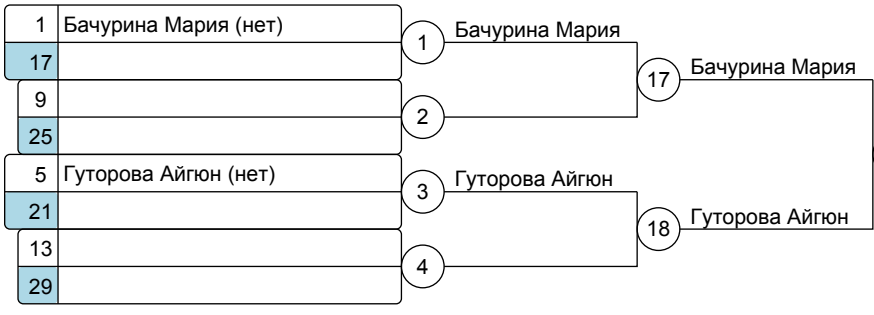 1 Бачурина Мария (нет)
1 Бачурина Мария
17
17 Бачурина Мария
9
2
25
5 Гуторова Айгюн (нет)
3 Гуторова Айгюн
21
18 Гуторова Айгюн
13
4
29